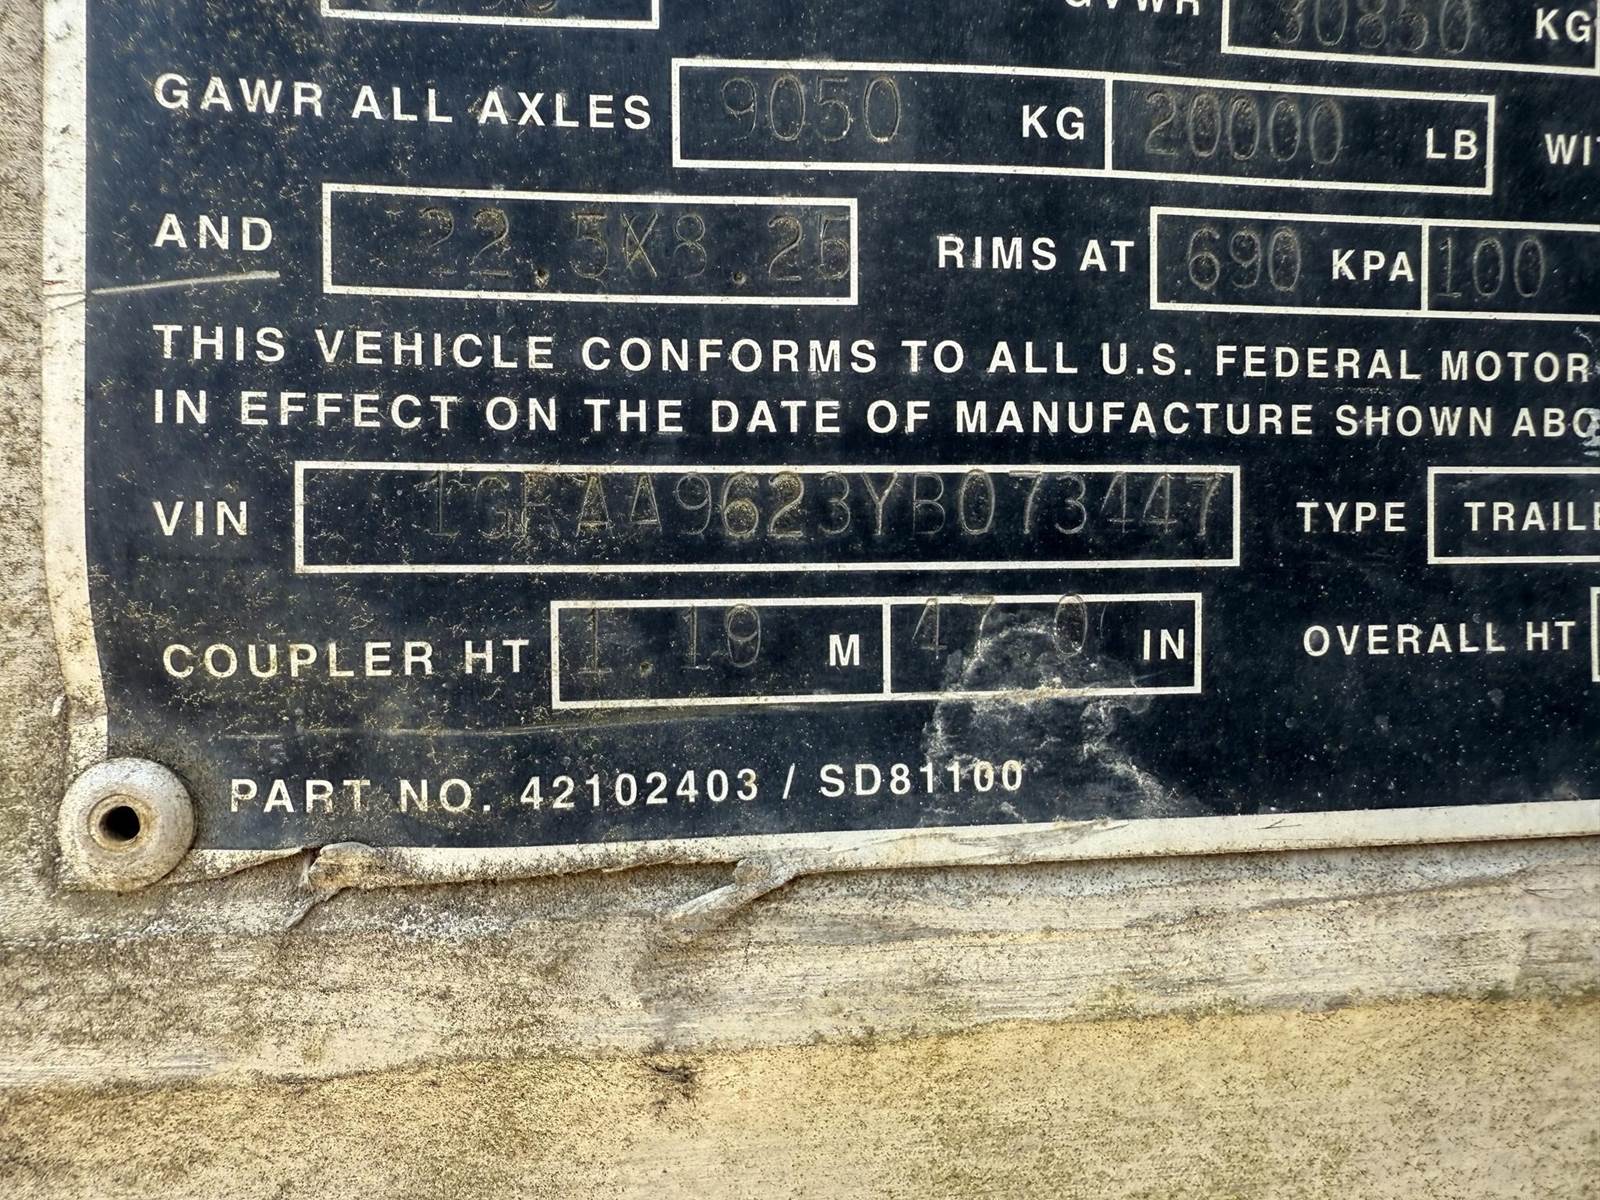 GVWR 30850 KG
GAWR ALL AXLES 9050 KG 20000 LB
AND 22.5X8.25 RIMS AT 690 KPA 100
THIS VEHICLE CONFORMS TO ALL U.S. FEDERAL MOTOR
IN EFFECT ON THE DATE OF MANUFACTURE SHOWN
VIN 1GRAA9623YB073447 TYPE
COUPLER HT 1.19 M 47.0 IN OVERALL HT
PART NO. 42102403 / SD81100